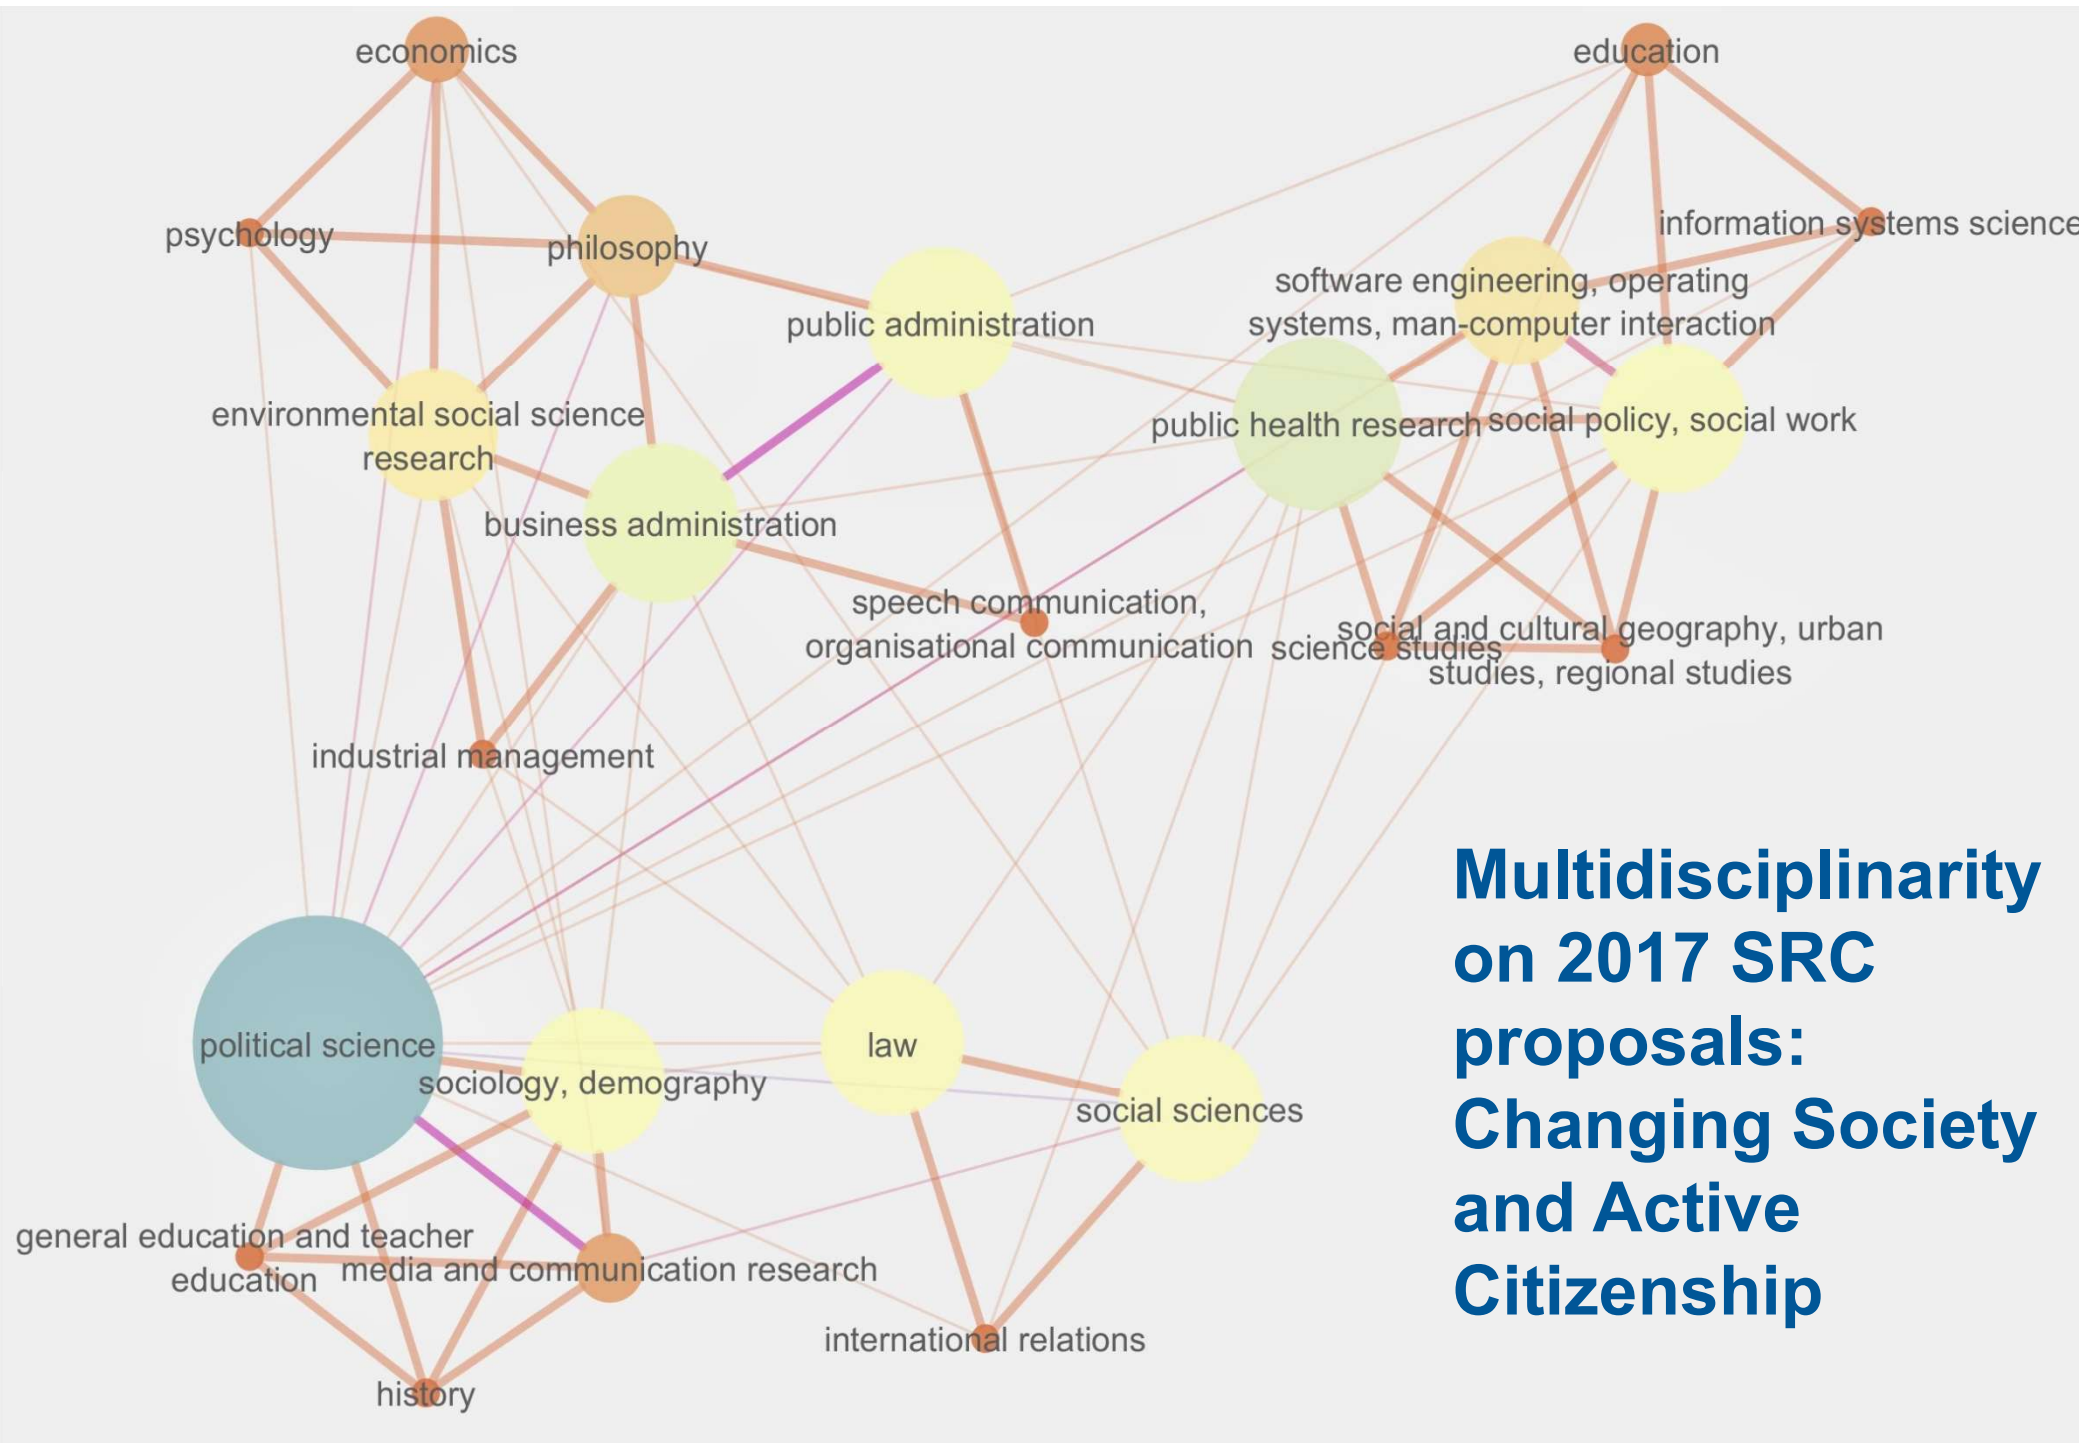 economics
education
psychology
philosophy
information systems science
public administration
software engineering, operating
systems, man-computer interaction
environmental social science
research
public health research
social policy, social work
business administration
speech communication,
organisational communication
science studies
social and cultural geography, urban
studies, regional studies
industrial management
political science
sociology, demography
law
social sciences
general education and teacher
education
media and communication research
international relations
history
Multidisciplinarity
on 2017 SRC
proposals:
Changing Society
and Active
Citizenship